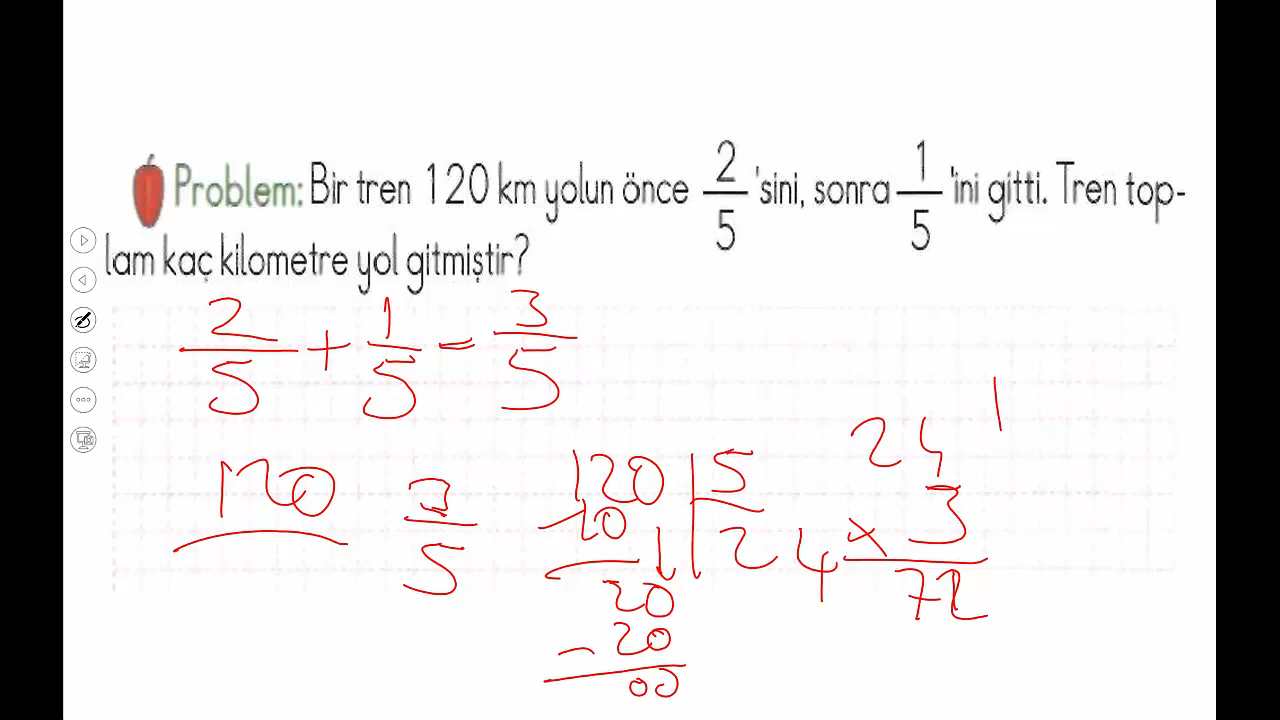 Problem: Bir tren 120 km yolun önce 2/5 'sini, sonra 1/5 'ini gitti. Tren top-
lam kaç kilometre yol gitmiştir?
2/5 + 1/5 = 3/5
120 3/5
120 | 5
- 10 24
20
- 20
00
1
24
x 3
72